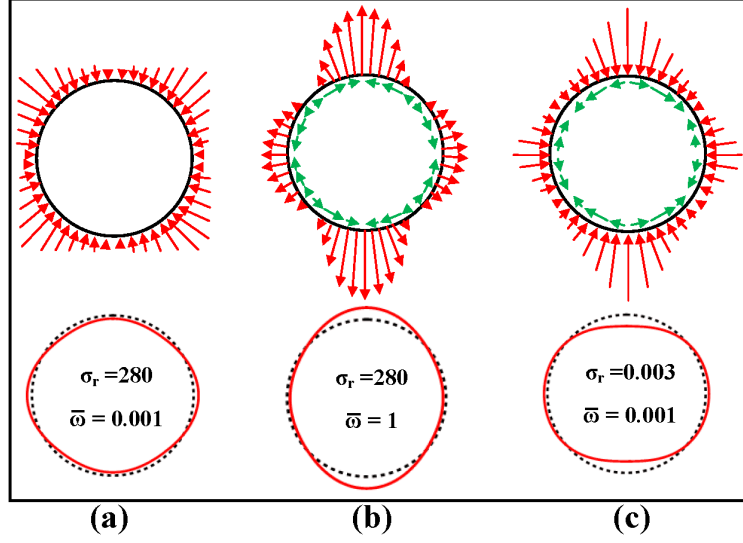 σr =280
ω̅ = 0.001
σr =280
ω̅ = 1
σr =0.003
ω̅ = 0.001
(a)
(b)
(c)